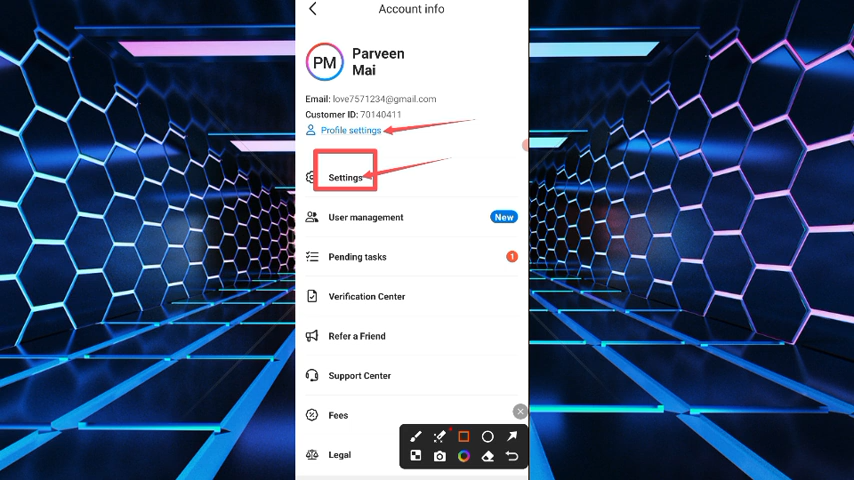 Account info
PM
Parveen
Mai
Email: love7571234@gmail.com
Customer ID: 70140411
Profile settings
Settings
User management
New
Pending tasks
1
Verification Center
Refer a Friend
Support Center
Fees
Legal